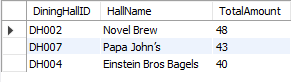 DiningHallID HallName TotalAmount
DH002 Novel Brew 48
DH007 Papa John's 43
DH004 Einstein Bros Bagels 40